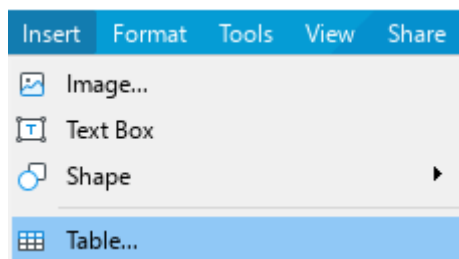 Insert Format Tools View Share
Image...
Text Box
Shape
Table...